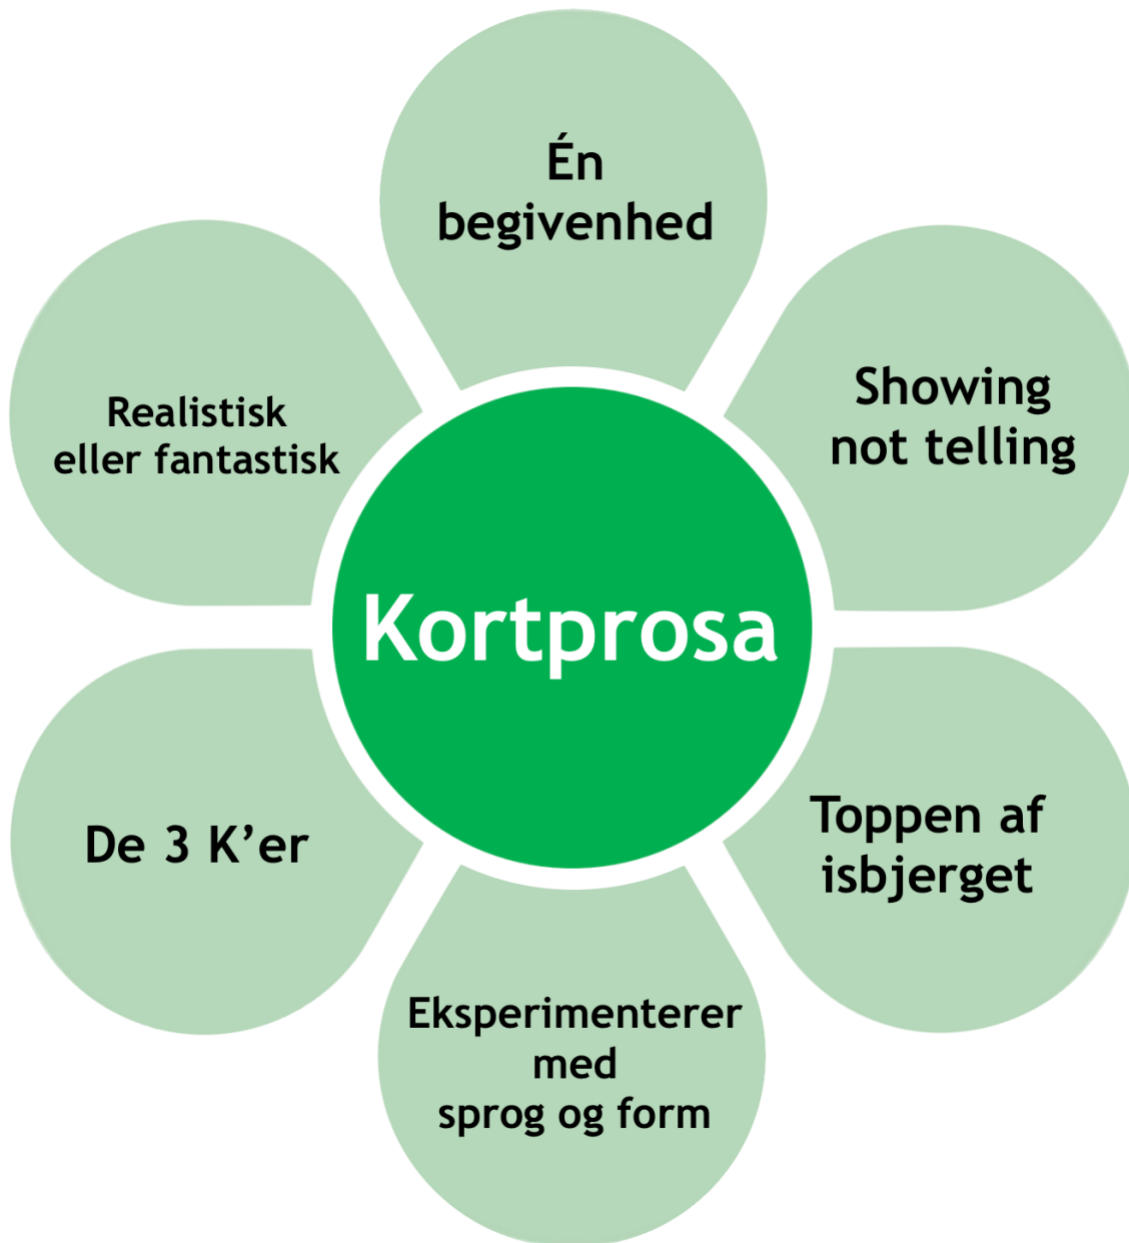 Én
begivenhed
Showing
not telling
Toppen af
isbjerget
Eksperimenterer
med
sprog og form
De 3 K’er
Realistisk
eller fantastisk
Kortprosa